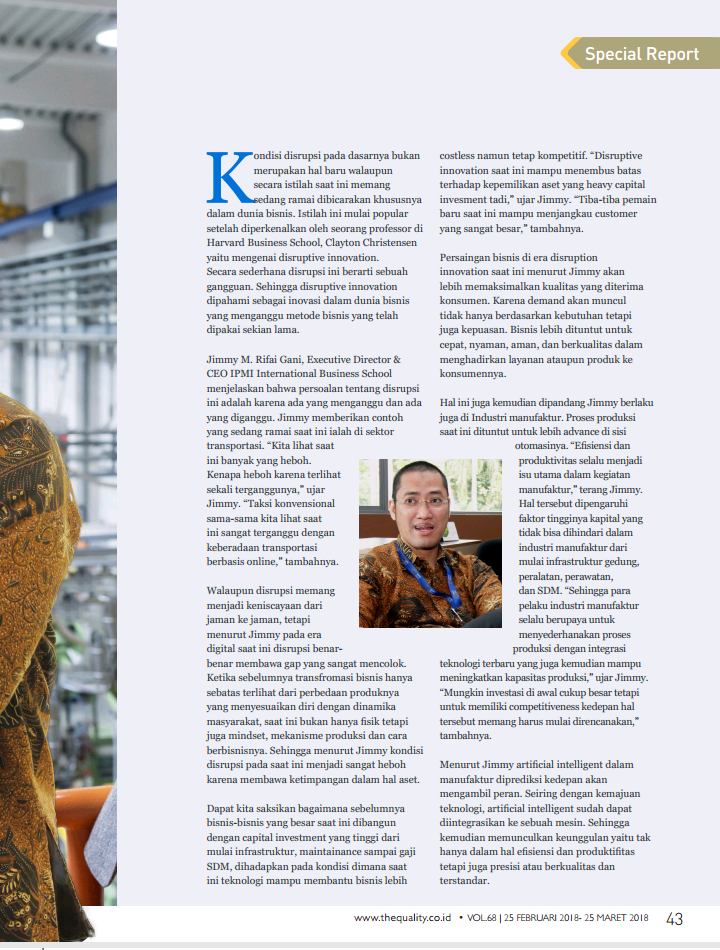 Special Report
Kondisi disrupsi pada dasarnya bukan
merupakan hal baru walaupun
secara istilah saat ini memang
sedang ramai dibicarakan khususnya
dalam dunia bisnis. Istilah ini mulai popular
setelah diperkenalkan oleh seorang professor di
Harvard Business School, Clayton Christensen
yaitu mengenai disruptive innovation.
Secara sederhana disrupsi ini berarti sebuah
gangguan. Sehingga disruptive innovation
dipahami sebagai inovasi dalam dunia bisnis
yang menganggu metode bisnis yang telah
dipakai sekian lama.
Jimmy M. Rifai Gani, Executive Director &
CEO IPMI International Business School
menjelaskan bahwa persoalan tentang disrupsi
ini adalah karena ada yang menganggu dan ada
yang diganggu. Jimmy memberikan contoh
yang sedang ramai saat ini ialah di sektor
transportasi. “Kita lihat saat
ini banyak yang heboh.
Kenapa heboh karena terlihat
sekali terganggunya,” ujar
Jimmy. “Taksi konvensional
sama-sama kita lihat saat
ini sangat terganggu dengan
keberadaan transportasi
berbasis online,” tambahnya.
Walaupun disrupsi memang
menjadi keniscayaan dari
jaman ke jaman, tetapi
menurut Jimmy pada era
digital saat ini disrupsi benar-
benar membawa gap yang sangat mencolok.
Ketika sebelumnya transfromasi bisnis hanya
sebatas terlihat dari perbedaan produknya
yang menyesuaikan diri dengan dinamika
masyarakat, saat ini bukan hanya fisik tetapi
juga mindset, mekanisme produksi dan cara
berbisnisnya. Sehingga menurut Jimmy kondisi
disrupsi pada saat ini menjadi sangat heboh
karena membawa ketimpangan dalam hal aset.
Dapat kita saksikan bagaimana sebelumnya
bisnis-bisnis yang besar saat ini dibangun
dengan capital investment yang tinggi dari
mulai infrastruktur, maintainance sampai gaji
SDM, dihadapkan pada kondisi dimana saat
ini teknologi mampu membantu bisnis lebih
costless namun tetap kompetitif. “Disruptive
innovation saat ini mampu menembus batas
terhadap kepemilikan aset yang heavy capital
invesment tadi,” ujar Jimmy. “Tiba-tiba pemain
baru saat ini mampu menjangkau customer
yang sangat besar,” tambahnya.
Persaingan bisnis di era disruption
innovation saat ini menurut Jimmy akan
lebih memaksimalkan kualitas yang diterima
konsumen. Karena demand akan muncul
tidak hanya berdasarkan kebutuhan tetapi
juga kepuasan. Bisnis lebih dituntut untuk
cepat, nyaman, aman, dan berkualitas dalam
menghadirkan layanan ataupun produk ke
konsumennya.
Hal ini juga kemudian dipandang Jimmy berlaku
juga di Industri manufaktur. Proses produksi
saat ini dituntut untuk lebih advance di sisi
otomasinya. “Efisiensi dan
produktivitas selalu menjadi
isu utama dalam kegiatan
manufaktur,” terang Jimmy.
Hal tersebut dipengaruhi
faktor tingginya kapital yang
tidak bisa dihindari dalam
industri manufaktur dari
mulai infrastruktur gedung,
peralatan, perawatan,
dan SDM. “Sehingga para
pelaku industri manufaktur
selalu berupaya untuk
menyederhanakan proses
produksi dengan integrasi
teknologi terbaru yang juga kemudian mampu
meningkatkan kapasitas produksi,” ujar Jimmy.
“Mungkin investasi di awal cukup besar tetapi
untuk memiliki competitiveness kedepan hal
tersebut memang harus mulai direncanakan,”
tambahnya.
Menurut Jimmy artificial intelligent dalam
manufaktur diprediksi kedepan akan
mengambil peran. Seiring dengan kemajuan
teknologi, artificial intelligent sudah dapat
diintegrasikan ke sebuah mesin. Sehingga
kemudian memunculkan keunggulan yaitu tak
hanya dalam hal efisiensi dan produktifitas
tetapi juga presisi atau berkualitas dan
terstandar.
www.thequality.co.id • VOL.68 | 25 FEBRUARI 2018- 25 MARET 2018 43